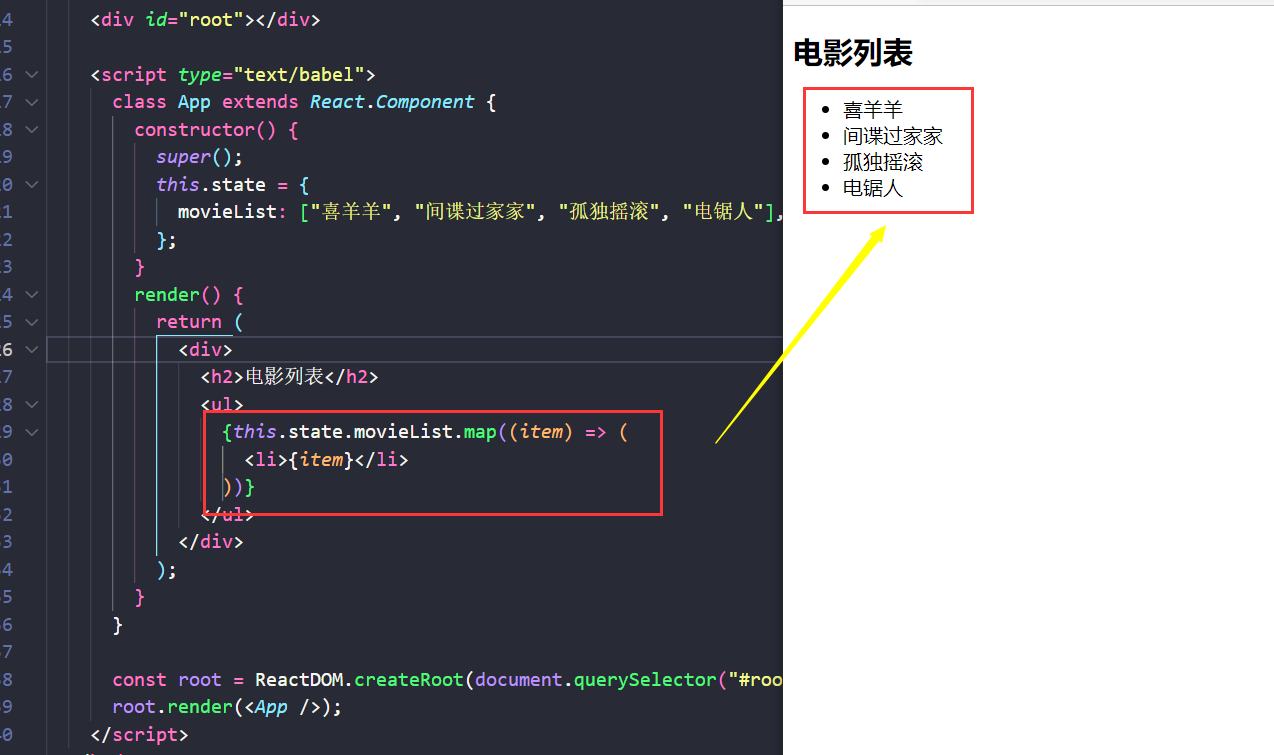 4 <div id="root"></div>
5
6 <script type="text/babel">
7 class App extends React.Component {
8 constructor() {
9 super();
0 this.state = {
1 movieList: ["喜羊羊", "间谍过家家", "孤独摇滚", "电锯人"],
2 };
3 }
4 render() {
5 return (
6 <div>
7 <h2>电影列表</h2>
8 <ul>
9 {this.state.movieList.map((item) => (
0 <li>{item}</li>
1 ))}
2 </ul>
3 </div>
4 );
5 }
6 }
7
8 const root = ReactDOM.createRoot(document.querySelector("#roo
9 root.render(<App />);
0 </script>
电影列表
喜羊羊
间谍过家家
孤独摇滚
电锯人